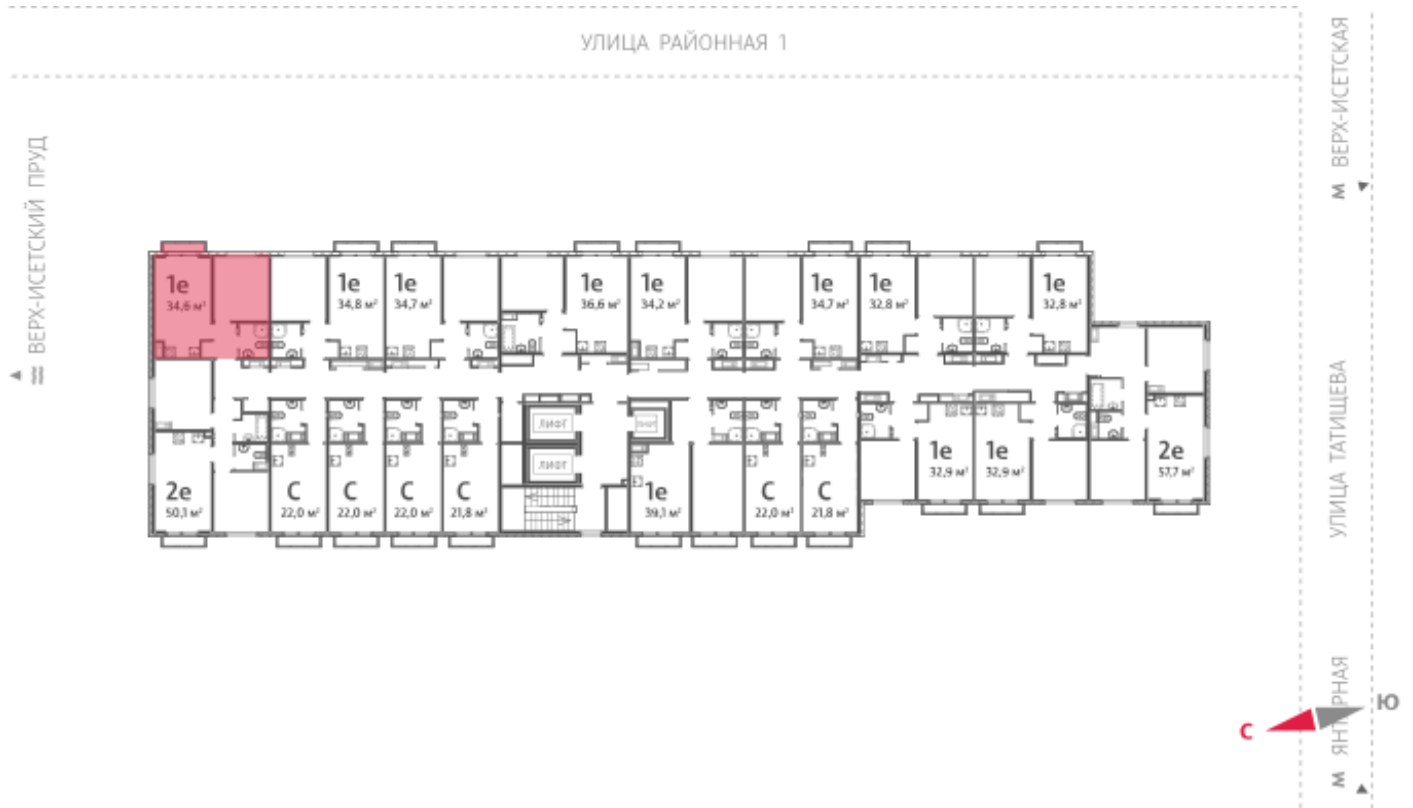 УЛИЦА РАЙОННАЯ 1
М ВЕРХ-ИСЕТСКАЯ
ВЕРХ-ИСЕТСКИЙ ПРУД
1е
34,6 м²
1е
34,8 м²
1е
34,7 м²
1е
36,6 м²
1е
34,2 м²
1е
34,7 м²
1е
32,8 м²
1е
32,8 м²
УЛИЦА ТАТИЩЕВА
ЛИФТ
ЛИФТ
ЛИФТ
2е
50,1 м²
С
22,0 м²
С
22,0 м²
С
22,0 м²
С
21,8 м²
1е
39,1 м²
С
22,0 м²
С
21,8 м²
1е
32,9 м²
1е
32,9 м²
2е
57,7 м²
М ЯНТАРНАЯ
С
Ю